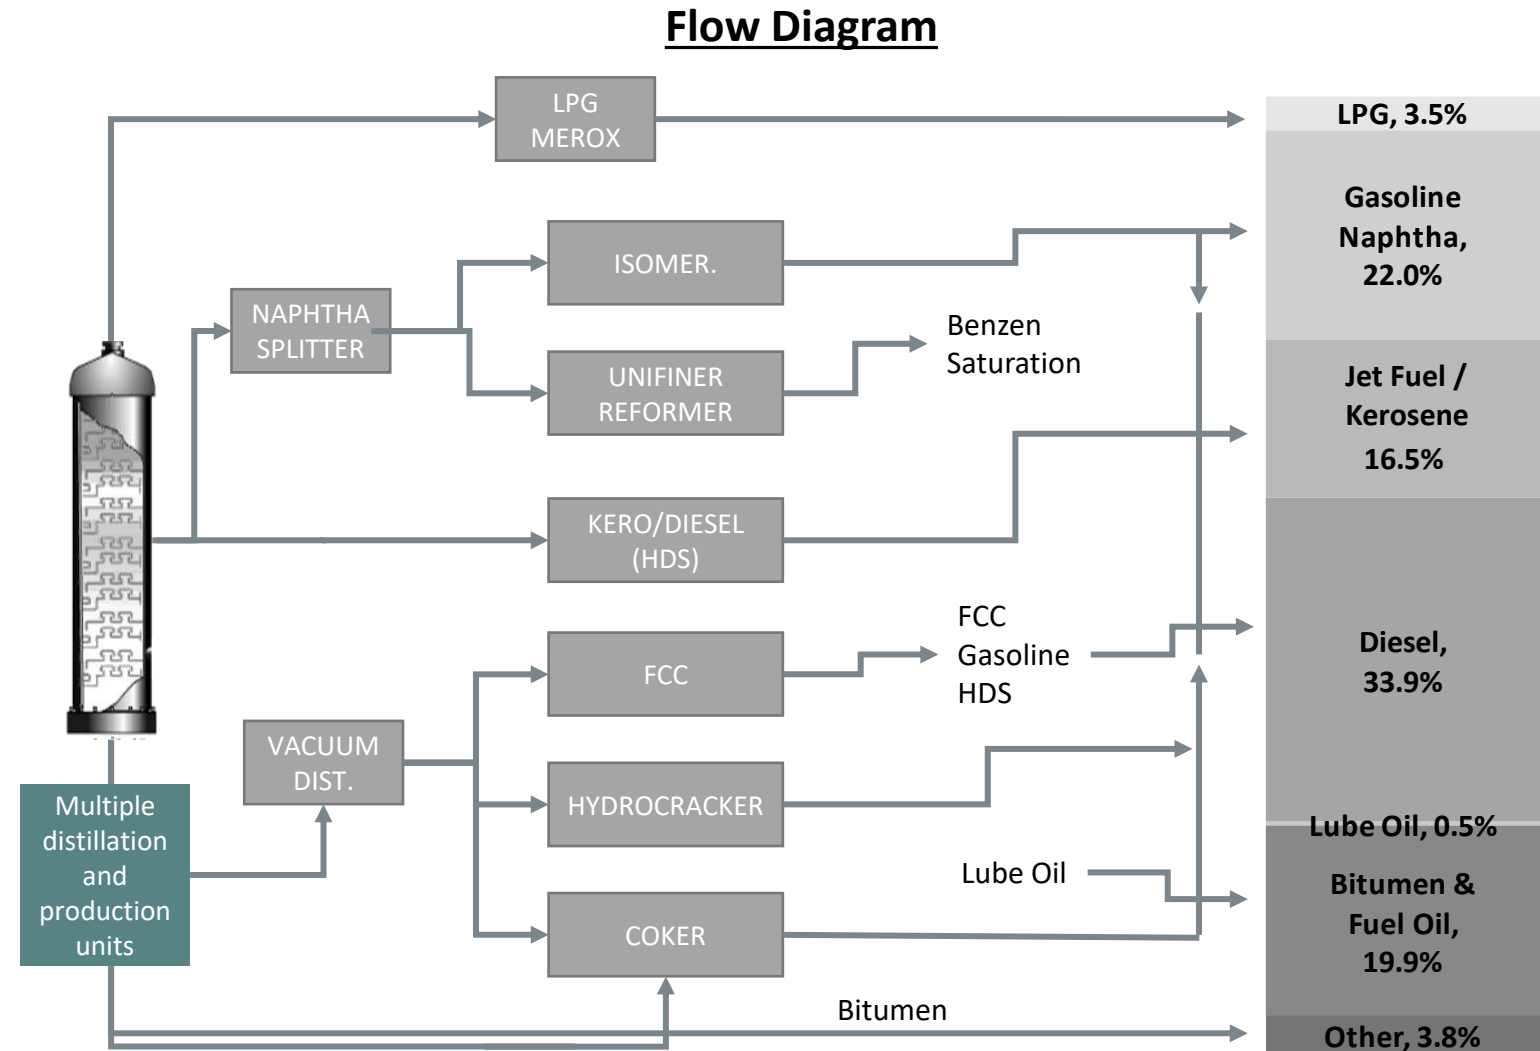 Flow Diagram
LPG
MEROX
LPG, 3.5%
Gasoline
Naphtha,
22.0%
ISOMER.
NAPHTHA
SPLITTER
Benzen
Saturation
UNIFINER
REFORMER
Jet Fuel /
Kerosene
16.5%
KERO/DIESEL
(HDS)
FCC
FCC
Gasoline
HDS
Diesel,
33.9%
VACUUM
DIST.
HYDROCRACKER
Multiple
distillation
and
production
units
Lube Oil, 0.5%
Lube Oil
Bitumen &
Fuel Oil,
19.9%
COKER
Bitumen
Other, 3.8%